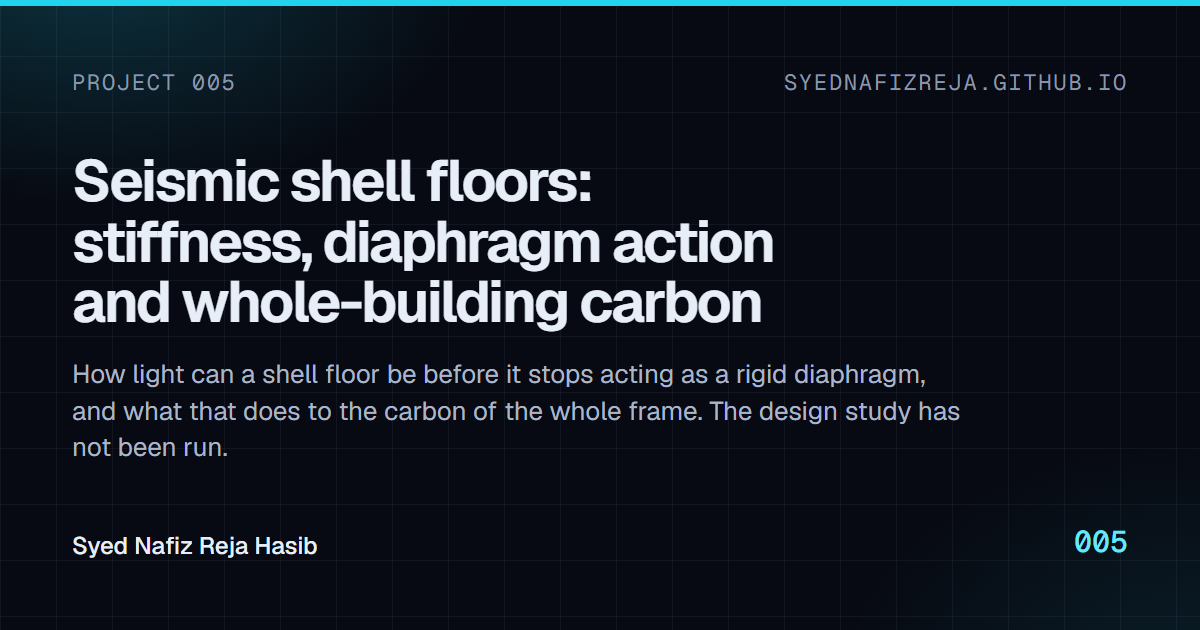 PROJECT 005
SYEDNAFIZREJA.GITHUB.IO
Seismic shell floors:
stiffness, diaphragm action
and whole-building carbon
How light can a shell floor be before it stops acting as a rigid diaphragm,
and what that does to the carbon of the whole frame. The design study has
not been run.
Syed Nafiz Reja Hasib
005